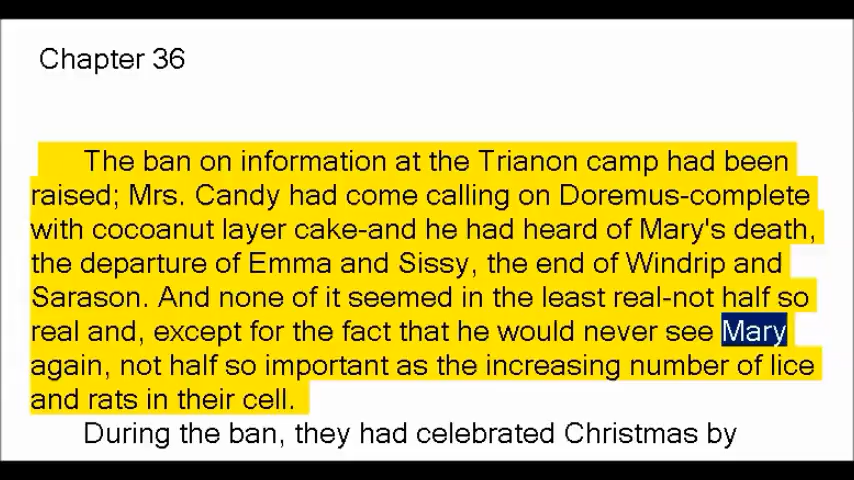 Chapter 36
The ban on information at the Trianon camp had been
raised; Mrs. Candy had come calling on Doremus-complete
with cocoanut layer cake-and he had heard of Mary's death,
the departure of Emma and Sissy, the end of Windrip and
Sarason. And none of it seemed in the least real-not half so
real and, except for the fact that he would never see Mary
again, not half so important as the increasing number of lice
and rats in their cell.
During the ban, they had celebrated Christmas by